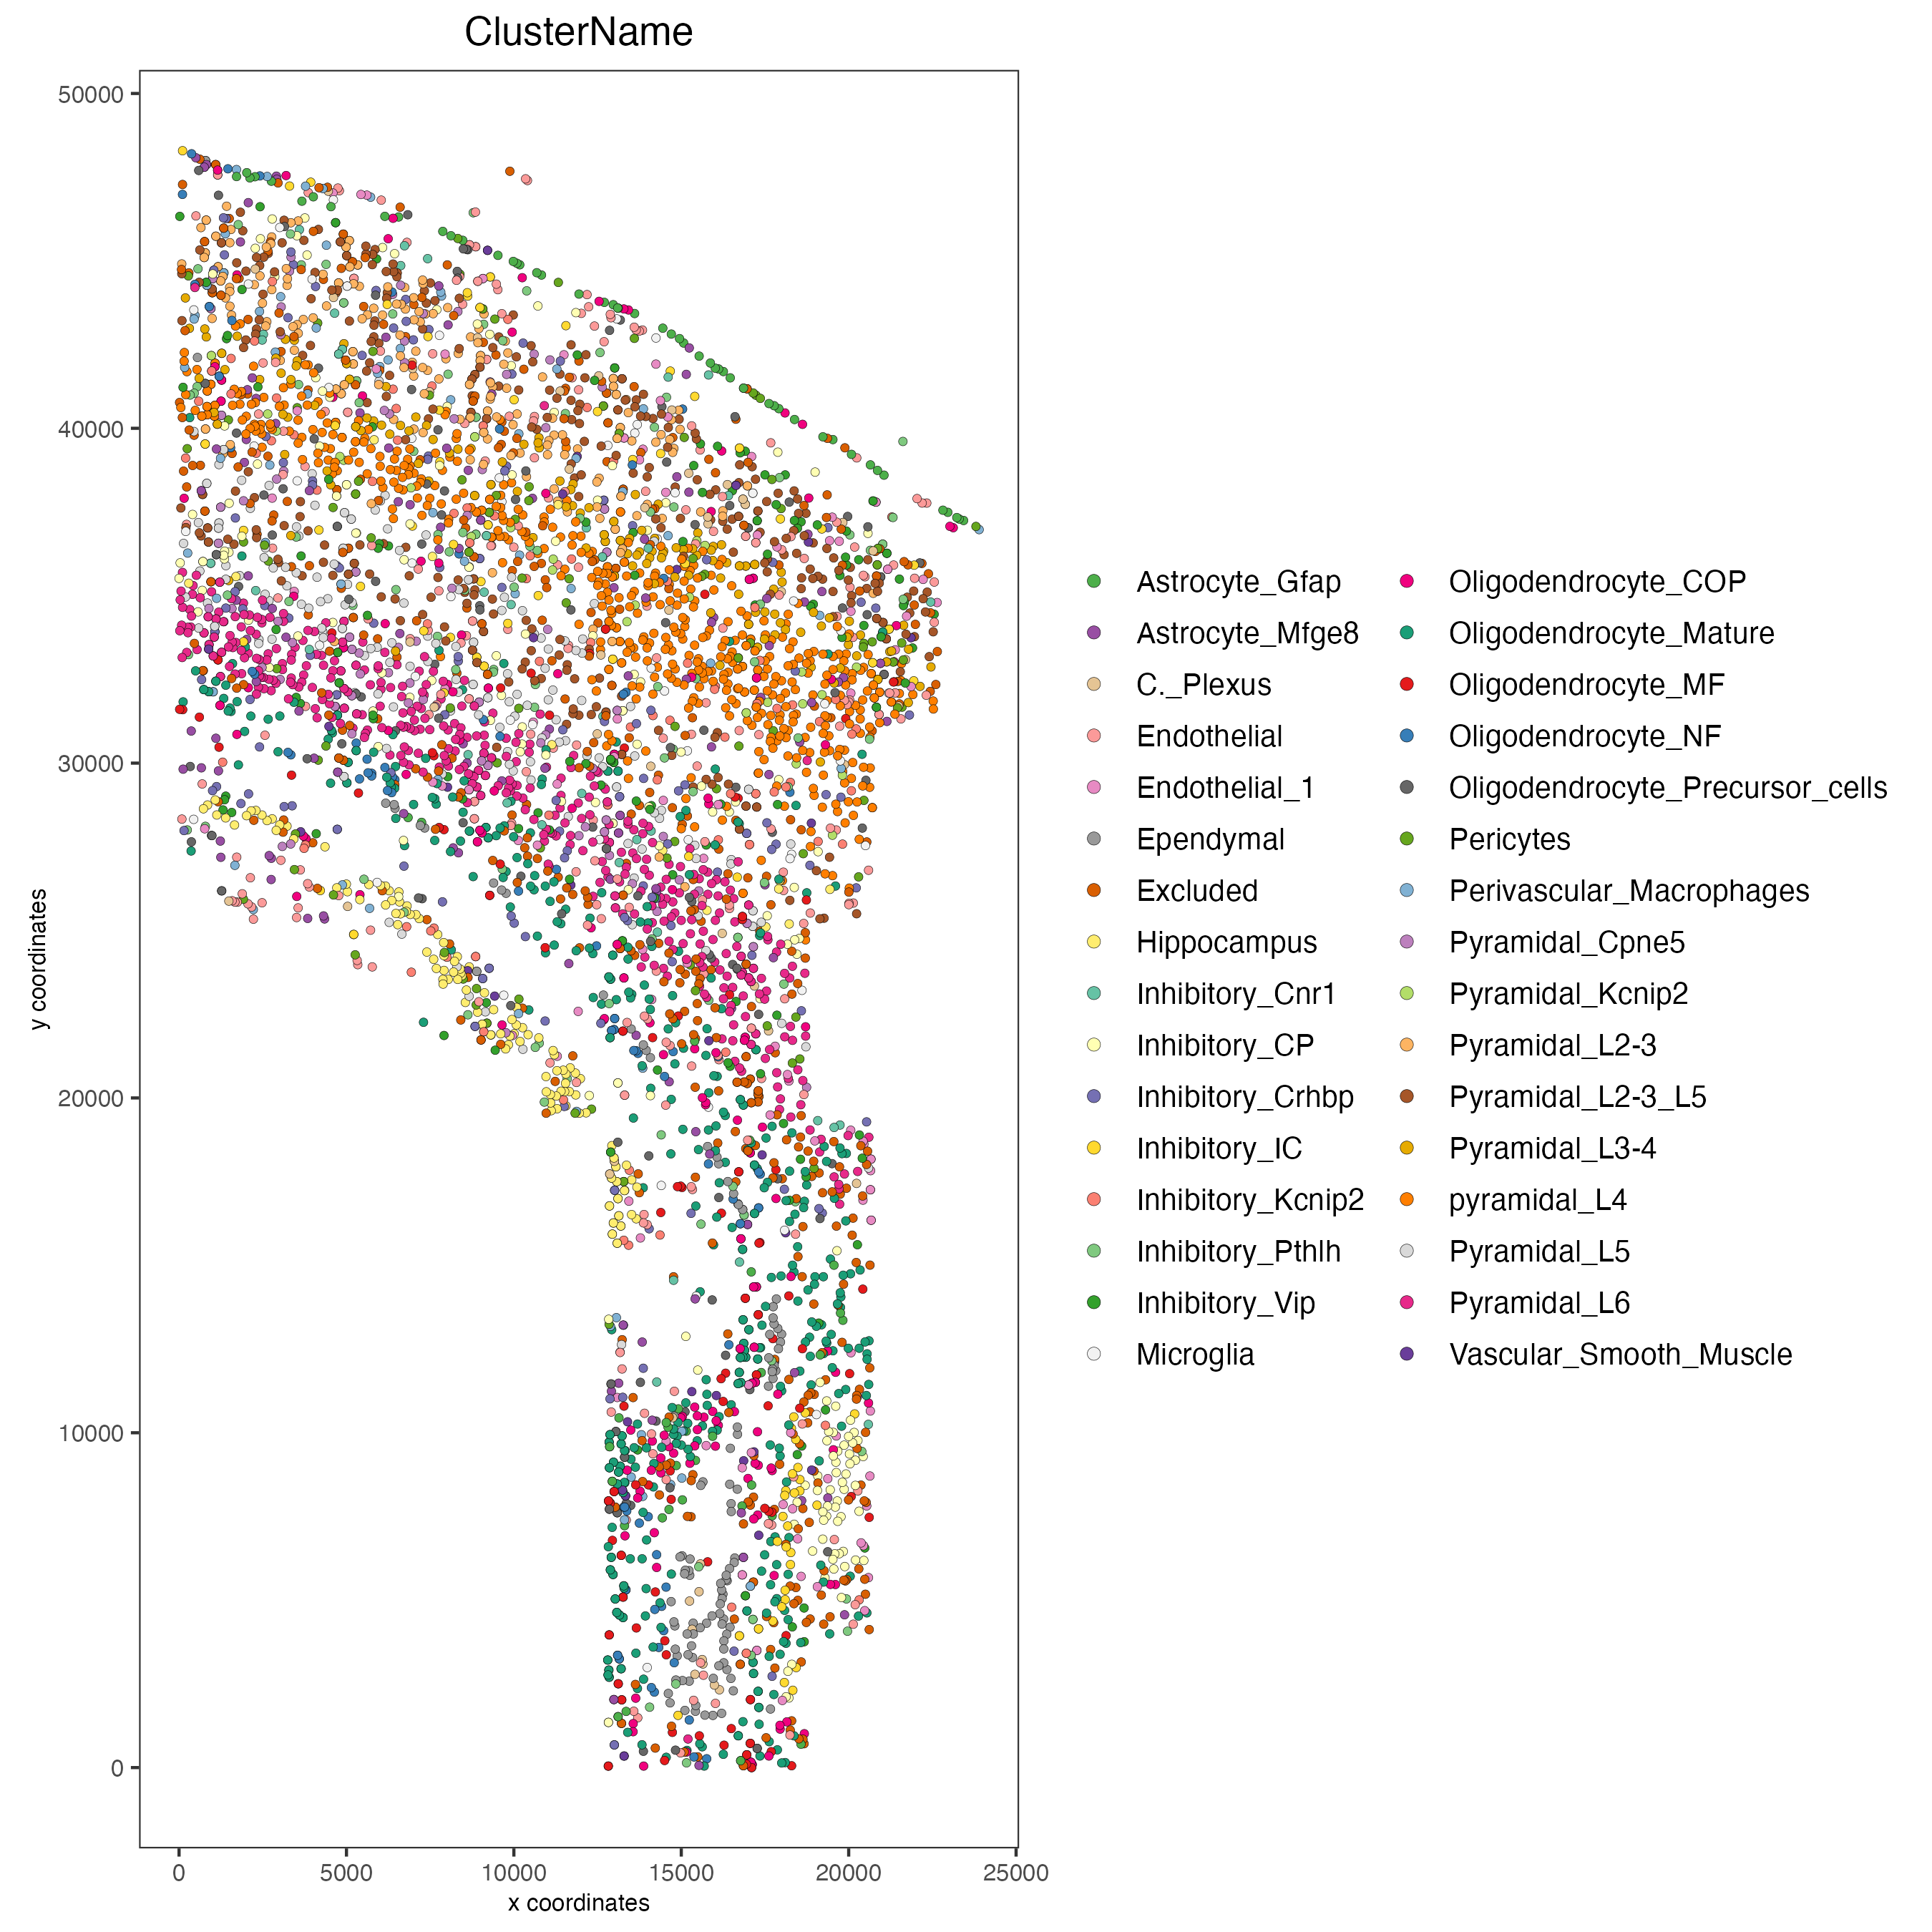 ClusterName
50000
40000
30000
20000
10000
0
y coordinates
0 5000 10000 15000 20000 25000
x coordinates
Astrocyte_Gfap
Astrocyte_Mfge8
C._Plexus
Endothelial
Endothelial_1
Ependymal
Excluded
Hippocampus
Inhibitory_Cnr1
Inhibitory_CP
Inhibitory_Crhbp
Inhibitory_IC
Inhibitory_Kcnip2
Inhibitory_Pthlh
Inhibitory_Vip
Microglia
Oligodendrocyte_COP
Oligodendrocyte_Mature
Oligodendrocyte_MF
Oligodendrocyte_NF
Oligodendrocyte_Precursor_cells
Pericytes
Perivascular_Macrophages
Pyramidal_Cpne5
Pyramidal_Kcnip2
Pyramidal_L2-3
Pyramidal_L2-3_L5
Pyramidal_L3-4
pyramidal_L4
Pyramidal_L5
Pyramidal_L6
Vascular_Smooth_Muscle